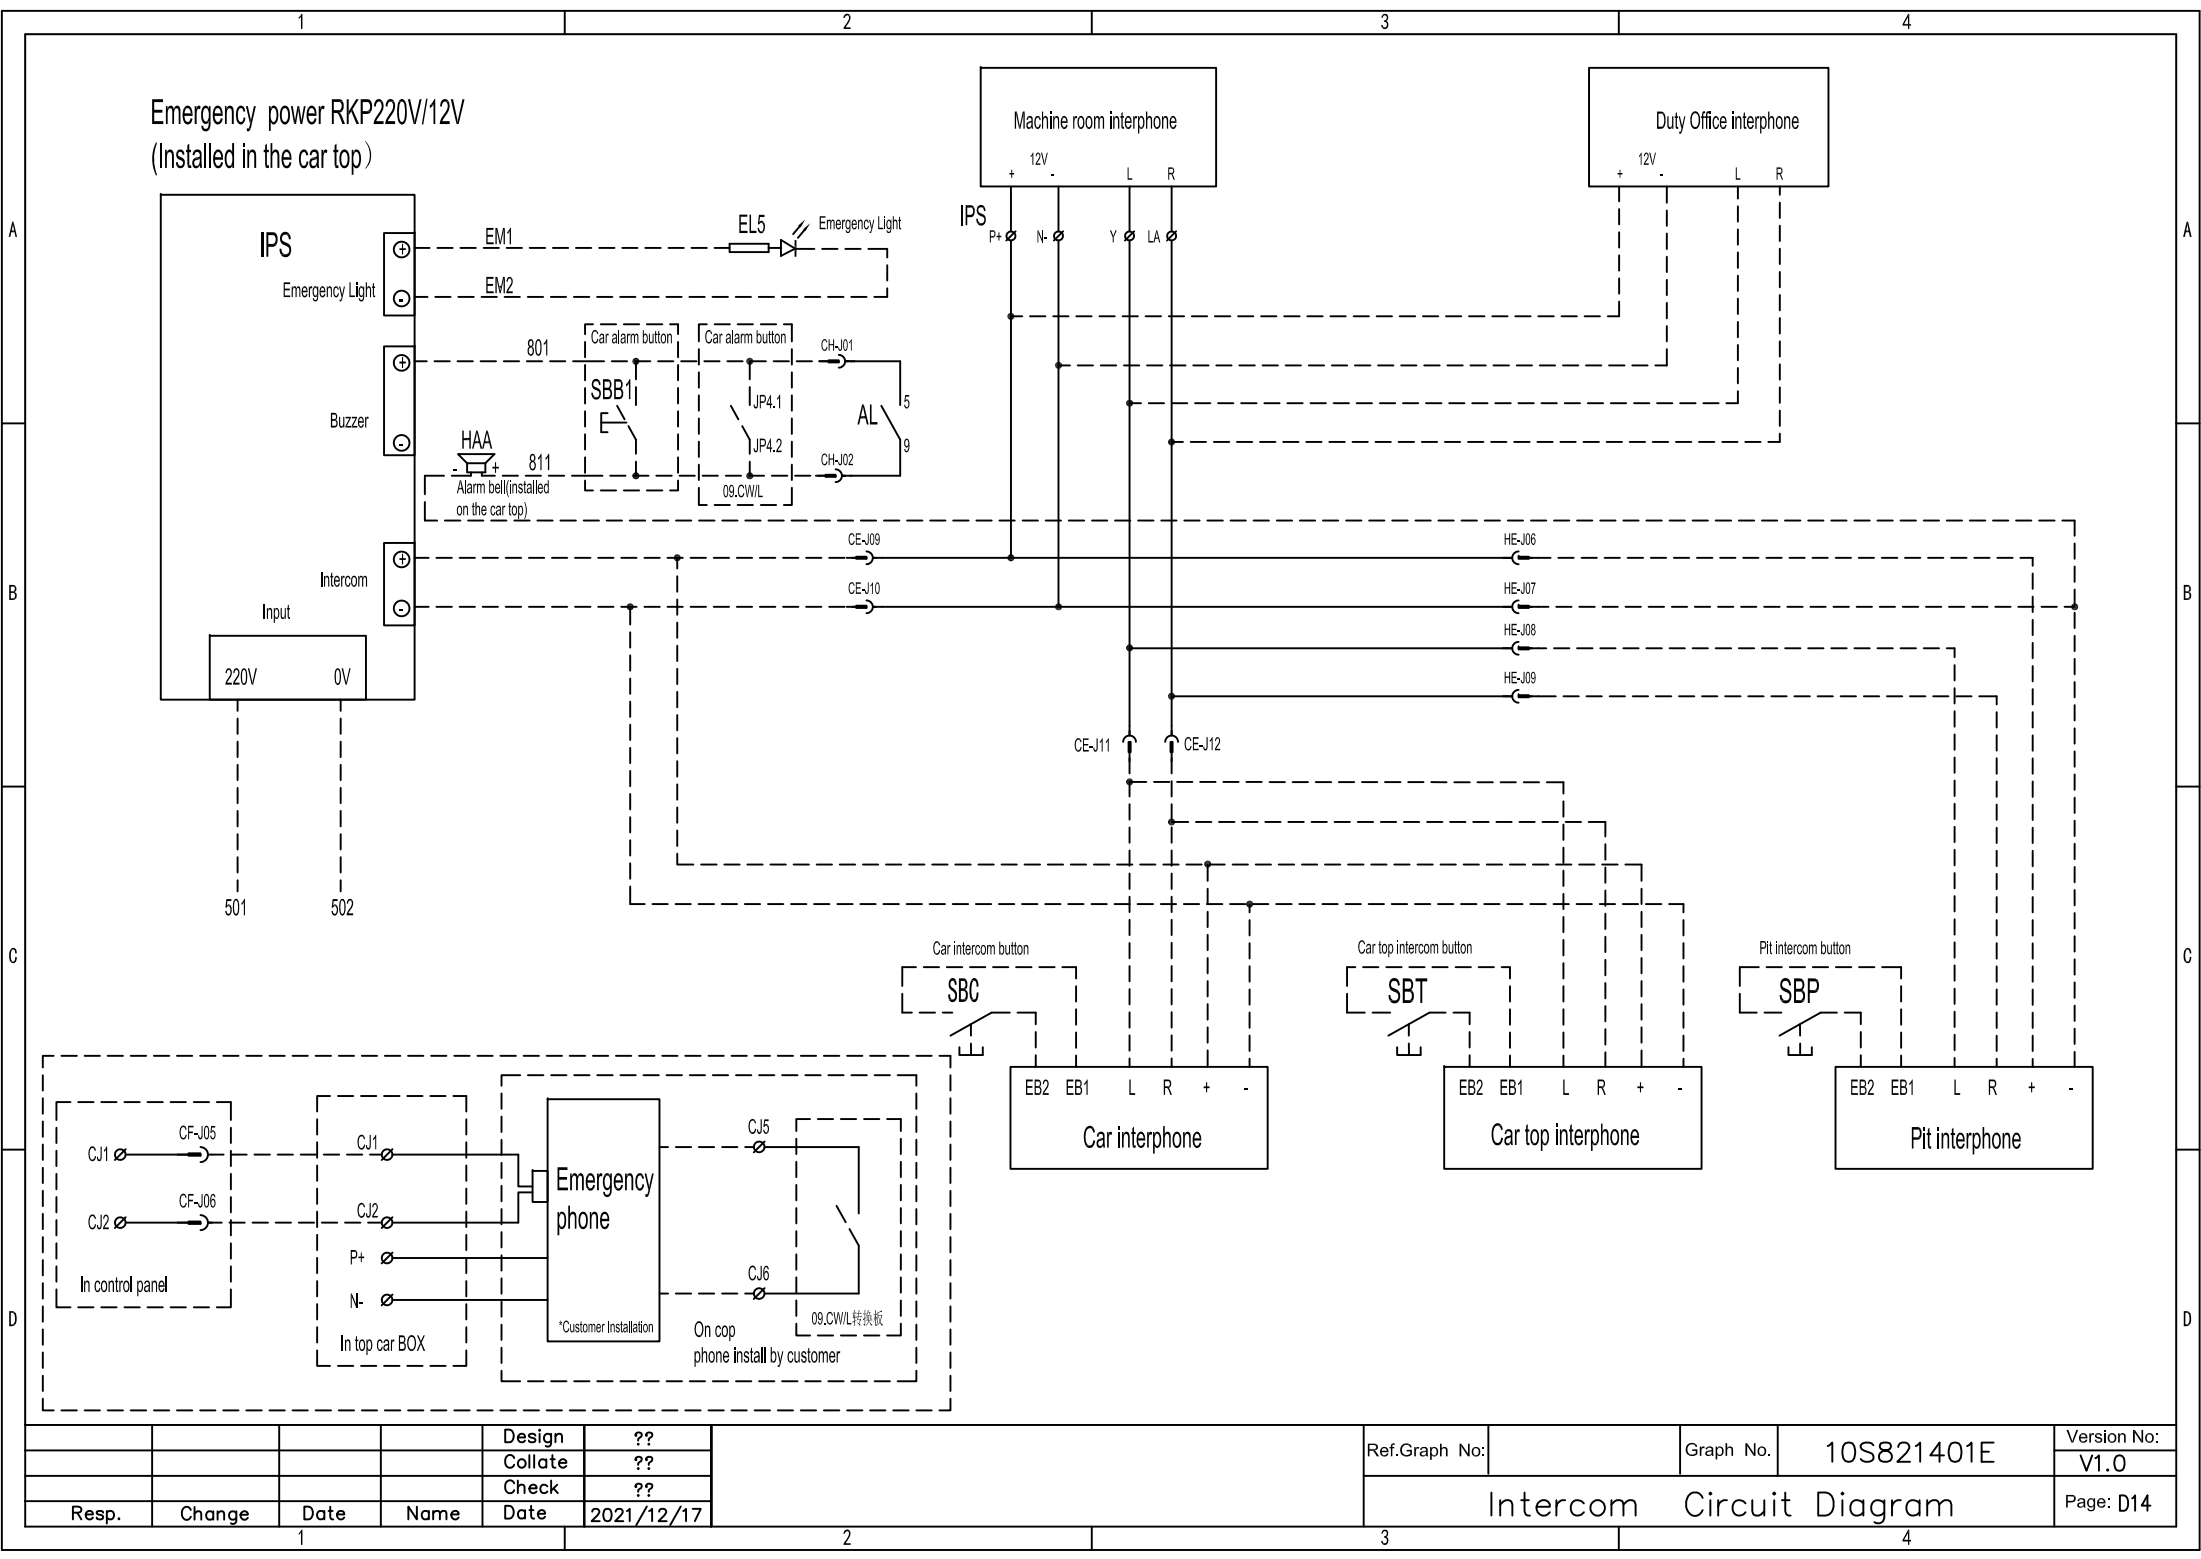 1 2 3 4
A
B
C
D
A
B
C
D
Emergency power RKP220V/12V
(Installed in the car top）
IPS
Emergency Light
Buzzer
Intercom
Input
220V 0V
501 502
+
-
+
-
+
-
EM1
EM2
EL5
Emergency Light
801
811
Car alarm button
SBB1
Car alarm button
JP4.1
JP4.2
09.CW/L
CH-J01
CH-J02
AL
5
9
HAA
- +
Alarm bell(installed
on the car top)
Machine room interphone
12V
+ - L R
IPS
P+ N- Y LA
Duty Office interphone
12V
+ - L R
CE-J09
CE-J10
HE-J06
HE-J07
HE-J08
HE-J09
CE-J11 CE-J12
Car intercom button
SBC
EB2 EB1 L R + -
Car interphone
Car top intercom button
SBT
EB2 EB1 L R + -
Car top interphone
Pit intercom button
SBP
EB2 EB1 L R + -
Pit interphone
CJ1
CF-J05
CJ2
CF-J06
In control panel
CJ1
CJ2
P+
N-
In top car BOX
Emergency
phone
*Customer Installation
CJ5
CJ6
09.CW/L转换板
On cop
phone install by customer
Design ??
Collate ??
Check ??
Resp. Change Date Name Date 2021/12/17
Ref.Graph No: Graph No. 10S821401E Version No:
V1.0
Intercom Circuit Diagram Page: D14
1 2 3 4